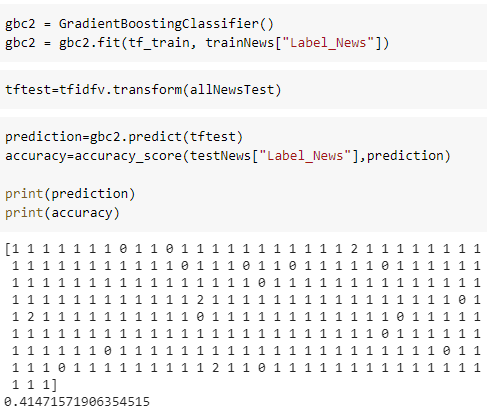 gbc2 = GradientBoostingClassifier()
gbc2 = gbc2.fit(tf_train, trainNews["Label_News"])
tftest=tfidfv.transform(allNewsTest)
prediction=gbc2.predict(tftest)
accuracy=accuracy_score(testNews["Label_News"],prediction)
print(prediction)
print(accuracy)
[1 1 1 1 1 1 1 0 1 1 0 1 1 1 1 1 1 1 1 1 1 1 2 1 1 1 1 1 1 1 1
1 1 1 1 1 1 1 1 1 1 1 0 1 1 1 0 1 1 0 1 1 1 1 1 0 1 1 1 1 1 1
1 1 1 1 1 1 1 1 1 1 1 1 1 1 1 1 0 1 1 1 1 1 1 1 1 1 1 1 1 1 1
1 1 1 1 1 1 1 1 1 1 1 1 2 1 1 1 1 1 1 1 1 1 1 1 1 1 1 1 1 0 1
1 2 1 1 1 1 1 1 1 1 1 1 0 1 1 1 1 1 1 1 1 1 1 1 1 0 1 1 1 1 1
1 1 1 1 1 1 1 1 1 1 1 1 1 1 1 1 1 1 1 1 1 1 1 1 0 1 1 1 1 1 1
1 1 1 1 1 1 0 1 1 1 1 1 1 1 1 1 1 1 1 1 1 1 1 1 1 1 1 1 0 1 1
1 1 1 0 1 1 1 1 1 1 1 1 1 2 1 1 0 1 1 1 1 1 1 1 1 1 1 1 1 1 1
1 1 1]
0.41471571906354515